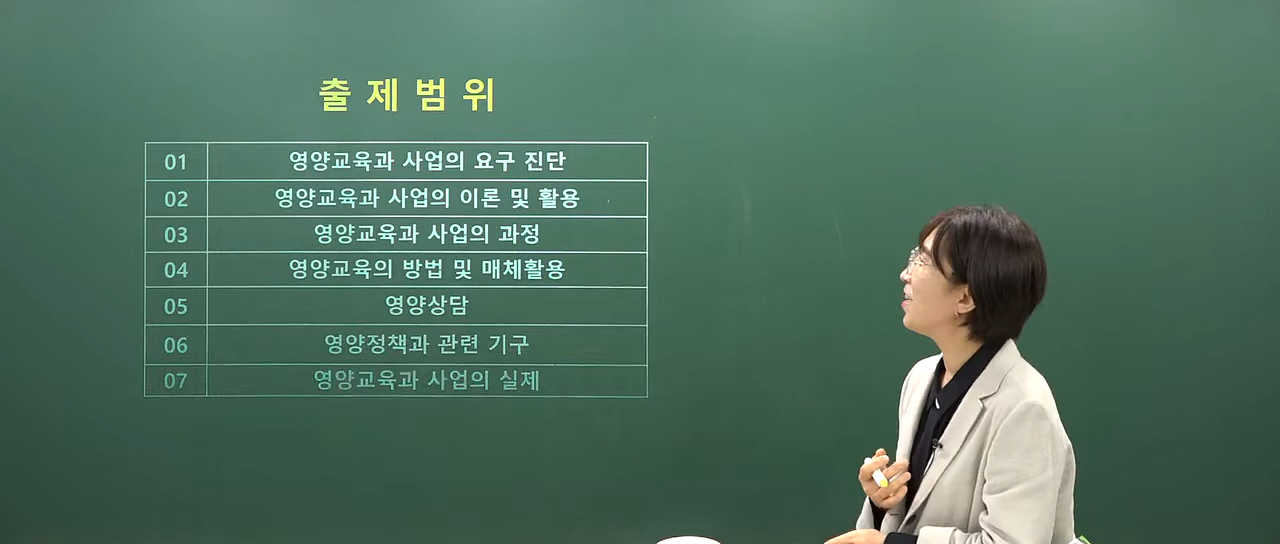 출제범위
01 영양교육과 사업의 요구 진단
02 영양교육과 사업의 이론 및 활용
03 영양교육과 사업의 과정
04 영양교육의 방법 및 매체활용
05 영양상담
06 영양정책과 관련 기구
07 영양교육과 사업의 실제